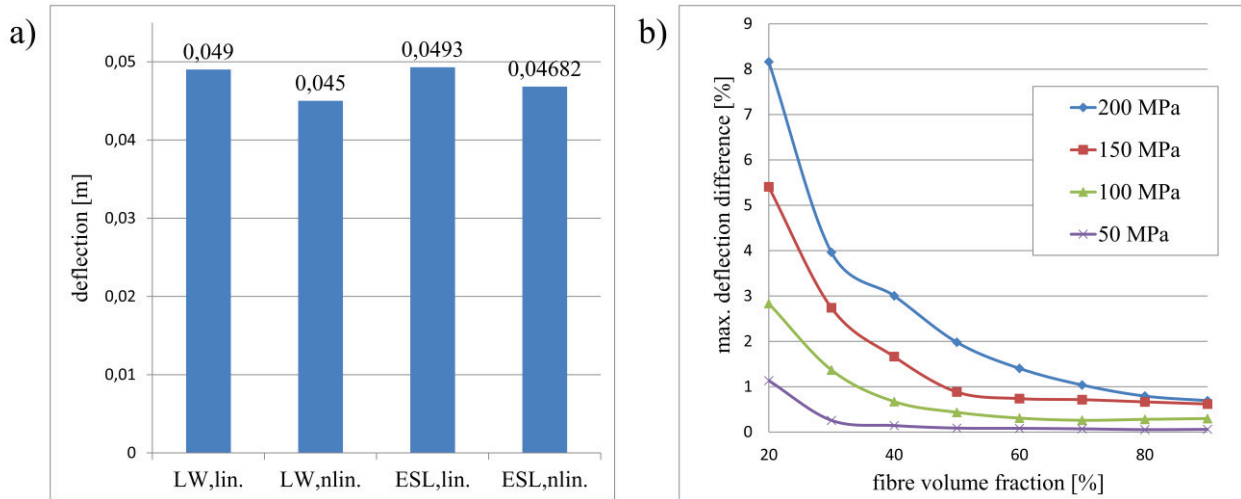 a)
deflection [m]
0,05
0,04
0,03
0,02
0,01
0
0,049
0,045
0,0493
0,04682
LW,lin.
LW,nlin.
ESL,lin.
ESL,nlin.
b)
max. deflection difference [%]
9
8
7
6
5
4
3
2
1
0
20
40
60
80
fibre volume fraction [%]
200 MPa
150 MPa
100 MPa
50 MPa